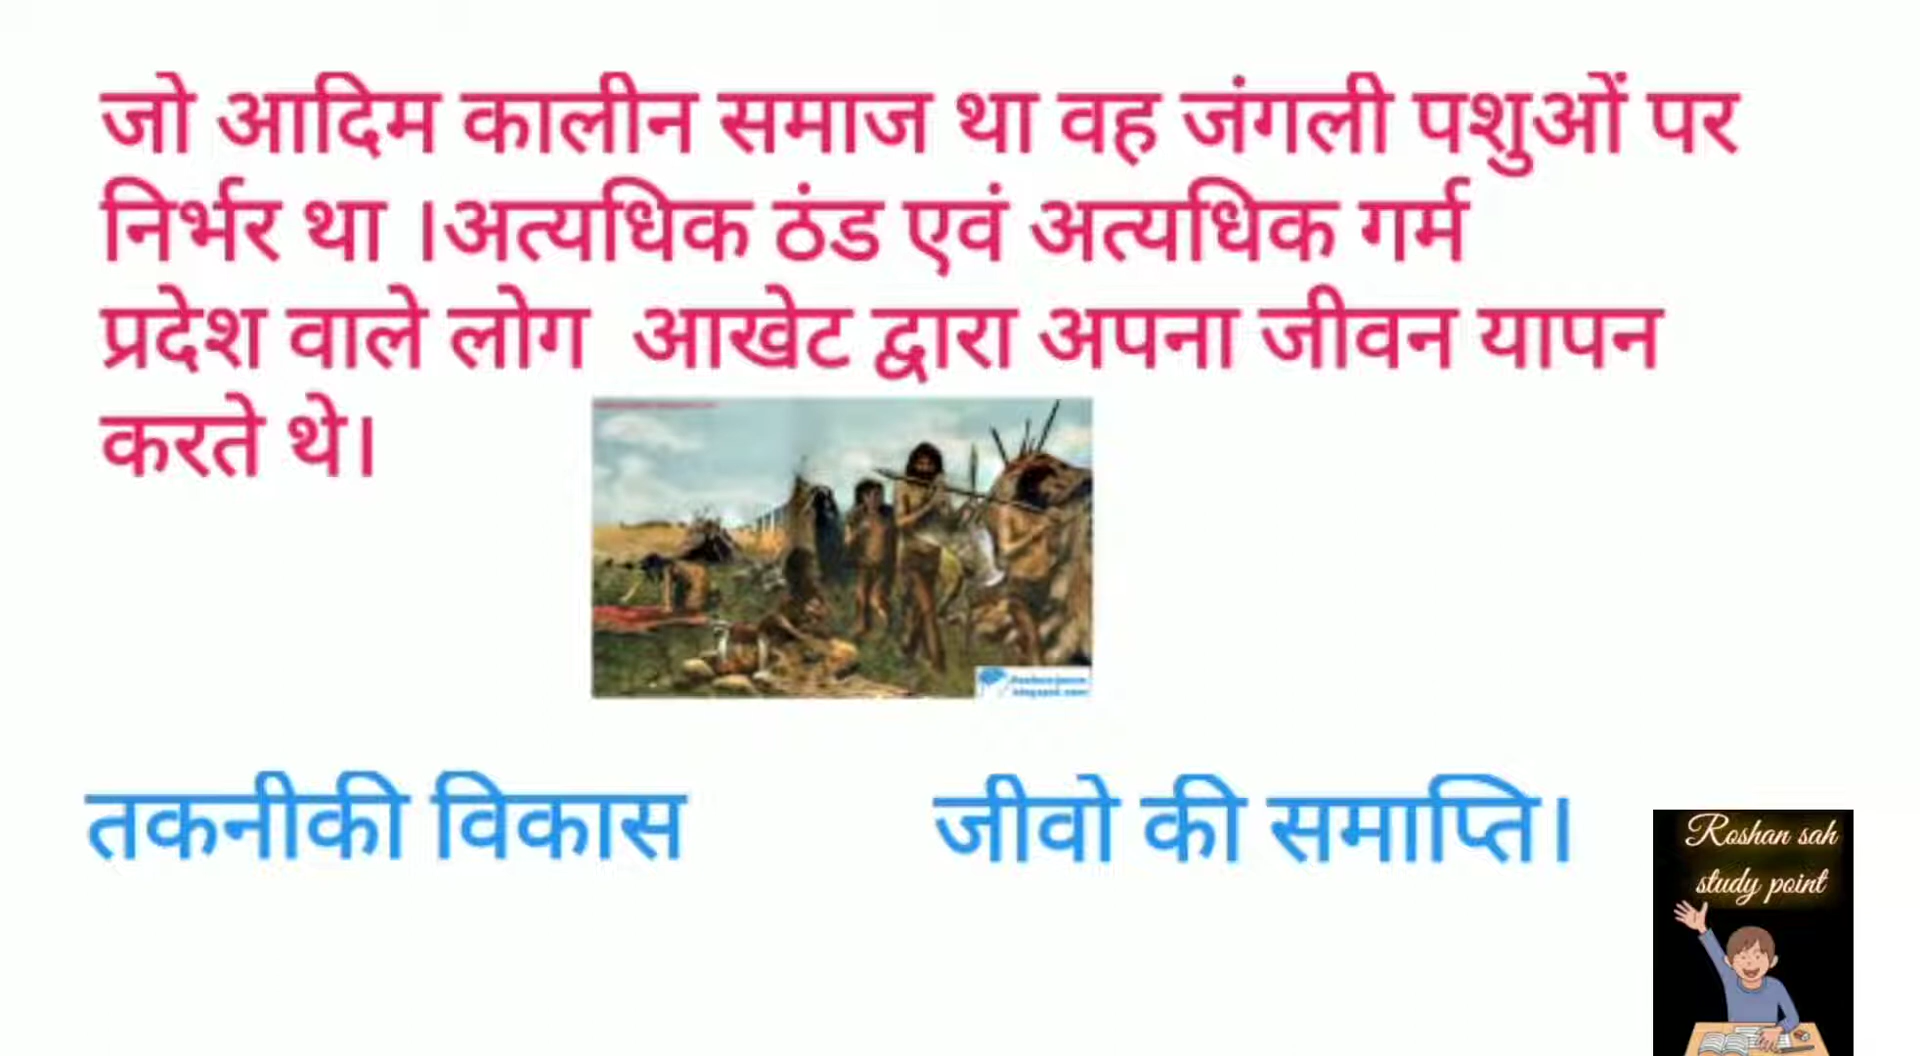 जो आदिम कालीन समाज था वह जंगली पशुओं पर
निर्भर था ।अत्यधिक ठंड एवं अत्यधिक गर्म
प्रदेश वाले लोग आखेट द्वारा अपना जीवन यापन
करते थे।
तकनीकी विकास जीवो की समाप्ति।
Roshan sah
study point